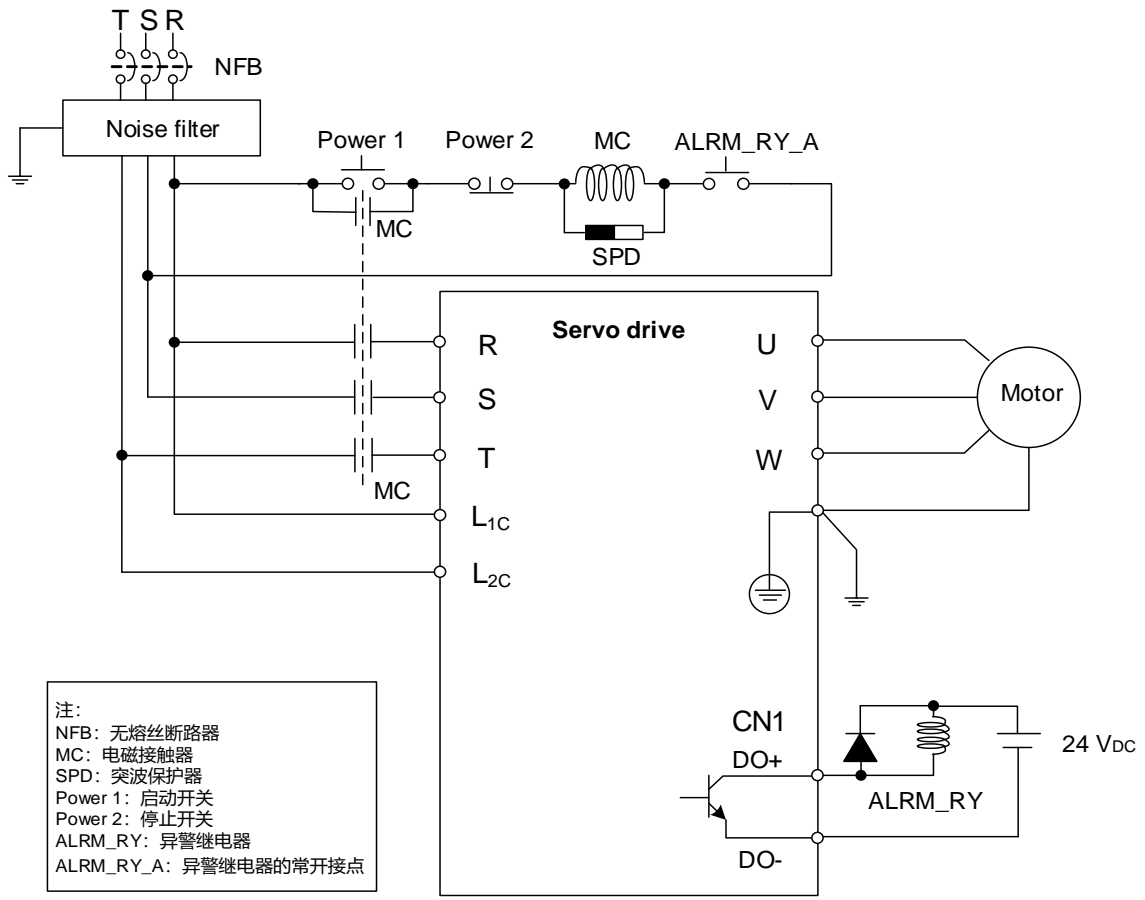 T S R
NFB
Noise filter
Power 1
Power 2
MC
ALRM_RY_A
MC
SPD
Servo drive
R
U
S
V
Motor
T
W
MC
L1C
L2C
注:
NFB：无熔丝断路器
MC：电磁接触器
SPD：突波保护器
Power 1：启动开关
Power 2：停止开关
ALRM_RY：异警继电器
ALRM_RY_A：异警继电器的常开接点
CN1
DO+
24 VDC
ALRM_RY
DO-